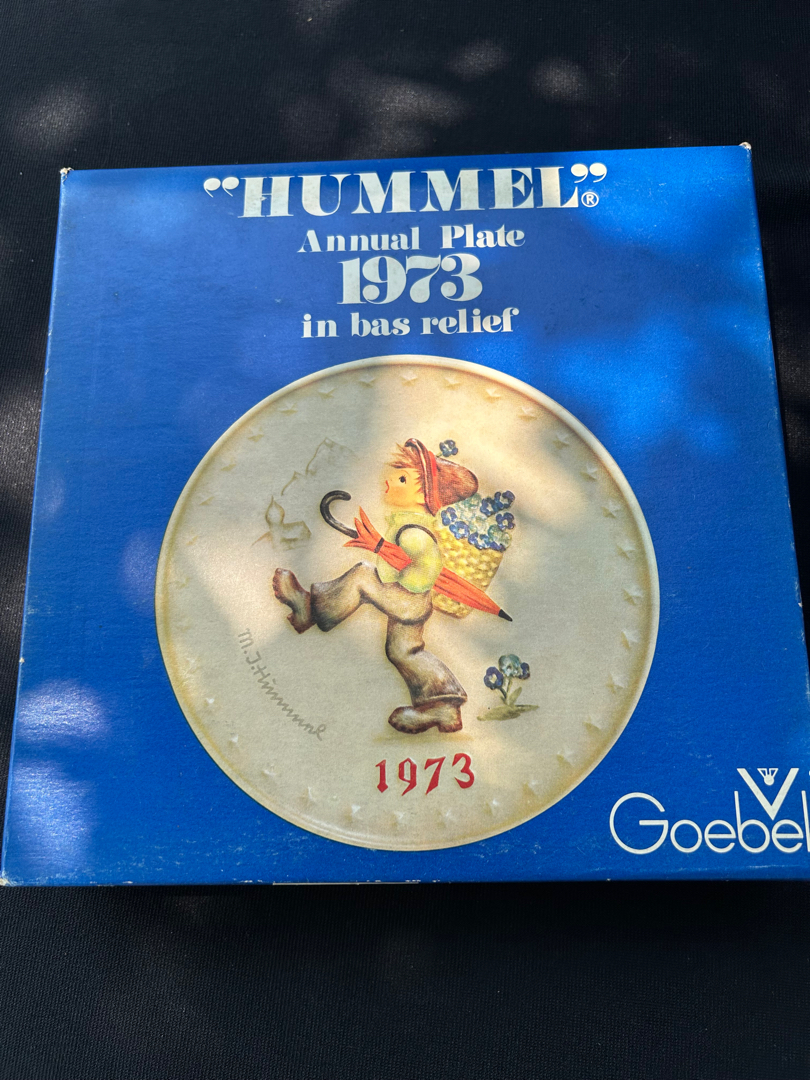 “HUMMEL”®
Annual Plate
1973
in bas relief
M.J.Hummel
1973
Goebel